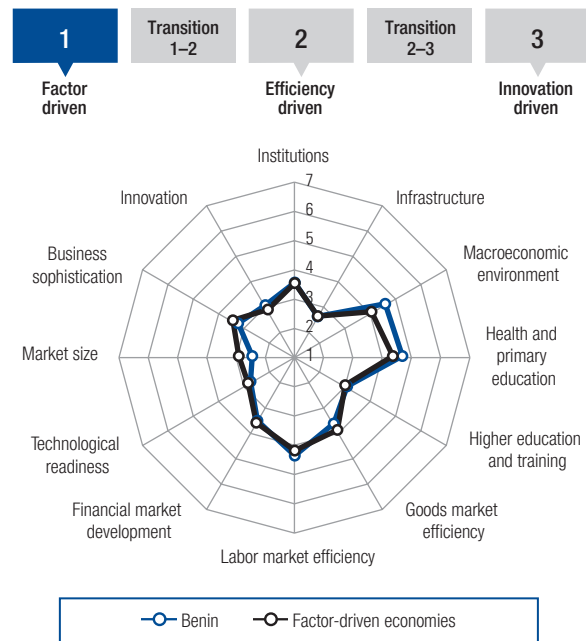 1
Transition
1–2
2
Transition
2–3
3
Factor
driven
Efficiency
driven
Innovation
driven
Institutions
Infrastructure
Macroeconomic
environment
Health and
primary
education
Higher education
and training
Goods market
efficiency
Labor market efficiency
Financial market
development
Technological
readiness
Market size
Business
sophistication
Innovation
7
6
5
4
3
2
1
Benin
Factor-driven economies